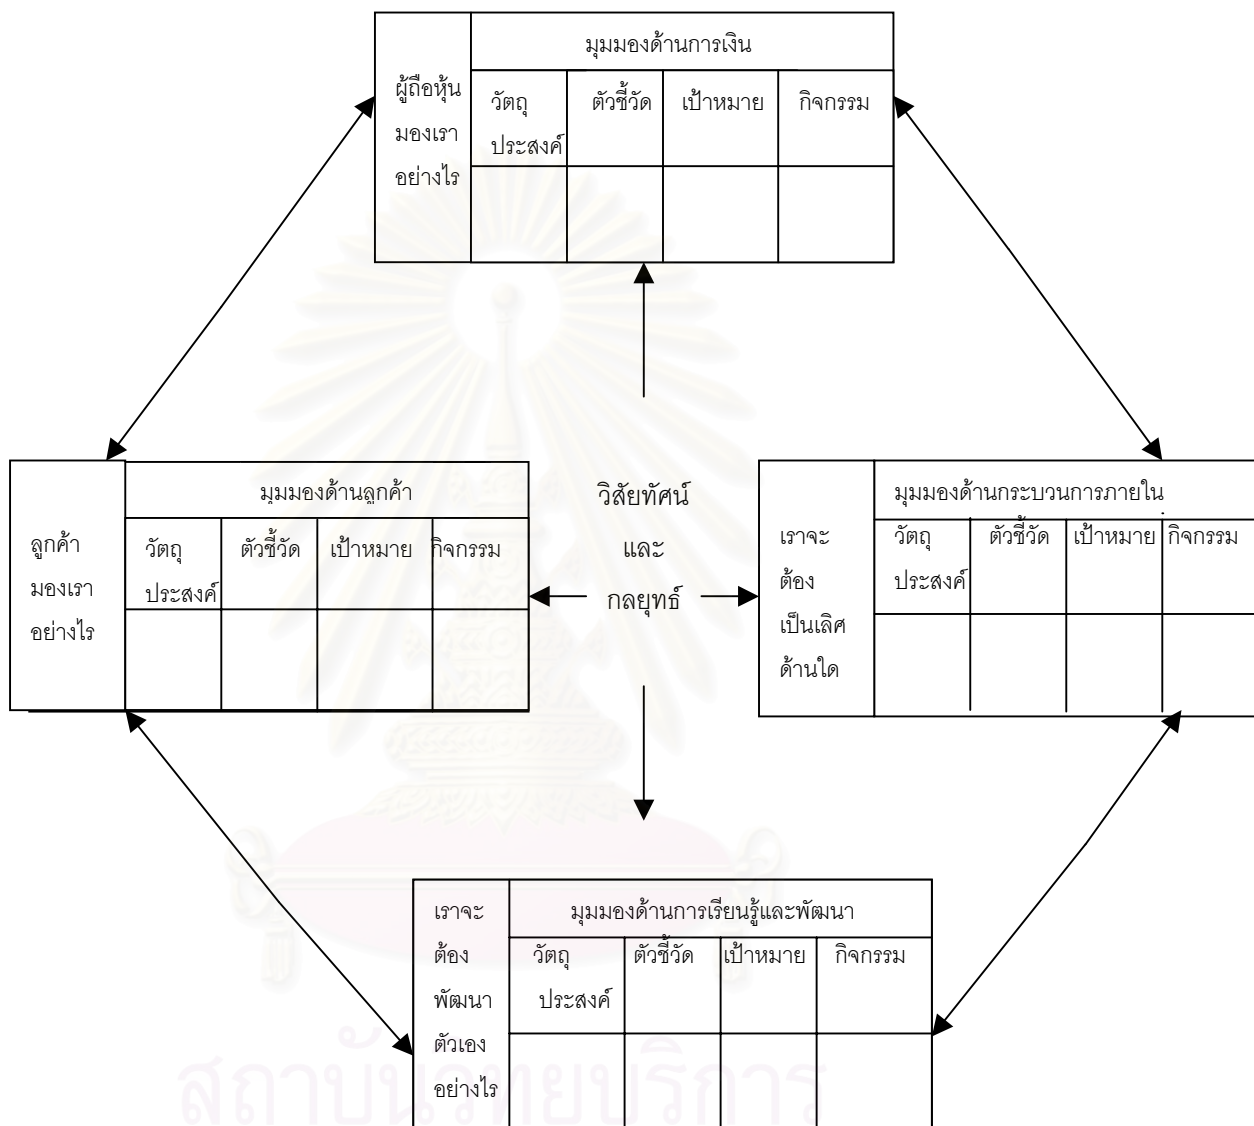 มุมมองด้านการเงิน
ผู้ถือหุ้น
มองเรา
อย่างไร
วัตถุ
ประสงค์
ตัวชี้วัด
เป้าหมาย
กิจกรรม
มุมมองด้านลูกค้า
ลูกค้า
มองเรา
อย่างไร
วัตถุ
ประสงค์
ตัวชี้วัด
เป้าหมาย
กิจกรรม
วิสัยทัศน์
และ
กลยุทธ์
มุมมองด้านกระบวนการภายใน
เราจะ
ต้อง
เป็นเลิศ
ด้านใด
วัตถุ
ประสงค์
ตัวชี้วัด
เป้าหมาย
กิจกรรม
มุมมองด้านการเรียนรู้และพัฒนา
เราจะ
ต้อง
พัฒนา
ตัวเอง
อย่างไร
วัตถุ
ประสงค์
ตัวชี้วัด
เป้าหมาย
กิจกรรม
สถาบันวิทยบริการ